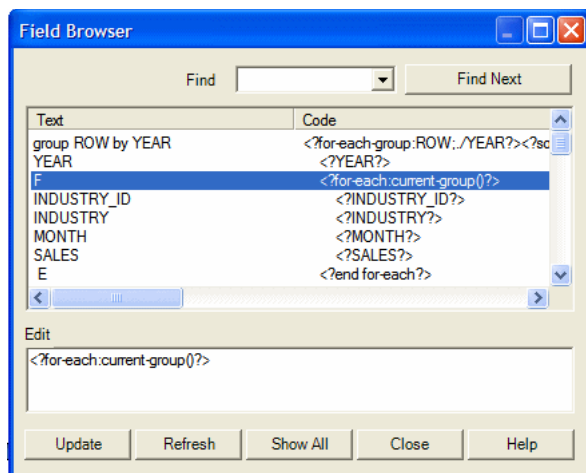 Field Browser
Find Find Next
Text Code
group ROW by YEAR <?for-each-group:ROW;./YEAR?><?so
YEAR <?YEAR?>
F <?for-each:current-group()?>
INDUSTRY_ID <?INDUSTRY_ID?>
INDUSTRY <?INDUSTRY?>
MONTH <?MONTH?>
SALES <?SALES?>
E <?end for-each?>
Edit
<?for-each:current-group()?>
Update Refresh Show All Close Help